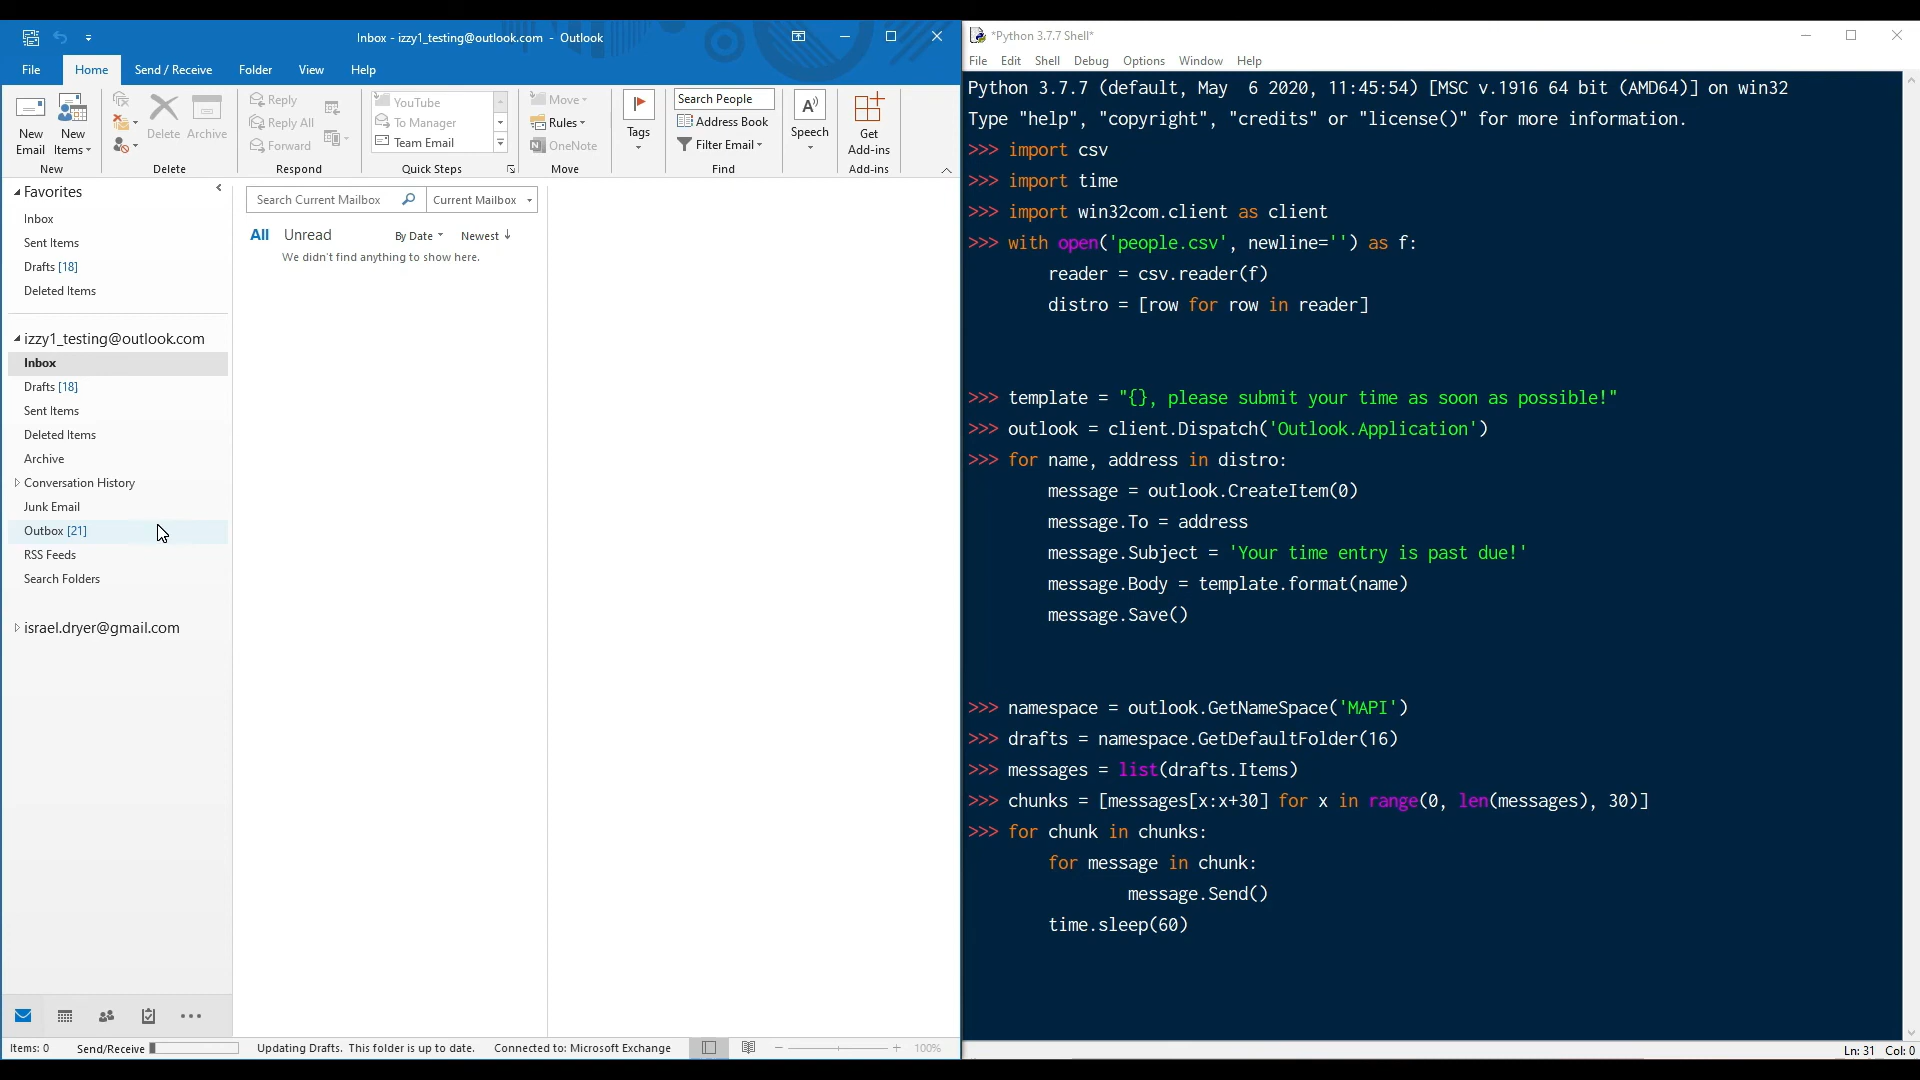 Inbox - izzy1_testing@outlook.com - Outlook
File Home Send / Receive Folder View Help
New Email
New Items
New
Delete
Archive
Delete
Reply
Reply All
Forward
Respond
YouTube
To Manager
Team Email
Quick Steps
Move
Rules
OneNote
Move
Tags
Search People
Address Book
Filter Email
Find
Speech
Get Add-ins
Add-ins
Favorites
Inbox
Sent Items
Drafts [18]
Deleted Items
izzy1_testing@outlook.com
Inbox
Drafts [18]
Sent Items
Deleted Items
Archive
Conversation History
Junk Email
Outbox [21]
RSS Feeds
Search Folders
israel.dryer@gmail.com
Search Current Mailbox Current Mailbox
All Unread By Date Newest
We didn't find anything to show here.
Items: 0 Send/Receive Updating Drafts. This folder is up to date. Connected to: Microsoft Exchange 100%
*Python 3.7.7 Shell*
File Edit Shell Debug Options Window Help
Python 3.7.7 (default, May  6 2020, 11:45:54) [MSC v.1916 64 bit (AMD64)] on win32
Type "help", "copyright", "credits" or "license()" for more information.
>>> import csv
>>> import time
>>> import win32com.client as client
>>> with open('people.csv', newline='') as f:
        reader = csv.reader(f)
        distro = [row for row in reader]
>>> template = "{}, please submit your time as soon as possible!"
>>> outlook = client.Dispatch('Outlook.Application')
>>> for name, address in distro:
        message = outlook.CreateItem(0)
        message.To = address
        message.Subject = 'Your time entry is past due!'
        message.Body = template.format(name)
        message.Save()
>>> namespace = outlook.GetNameSpace('MAPI')
>>> drafts = namespace.GetDefaultFolder(16)
>>> messages = list(drafts.Items)
>>> chunks = [messages[x:x+30] for x in range(0, len(messages), 30)]
>>> for chunk in chunks:
        for message in chunk:
                message.Send()
        time.sleep(60)
Ln: 31 Col: 0